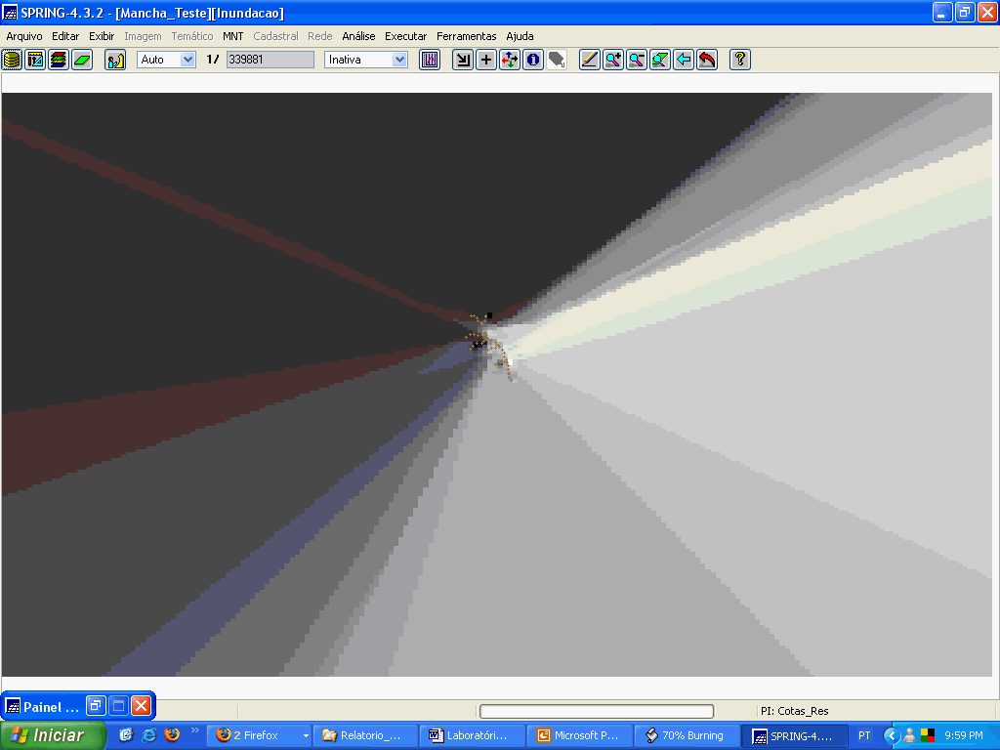 SPRING-4.3.2 - [Mancha_Teste][Inundacao]
Arquivo Editar Exibir Imagem Temático MNT Cadastral Rede Análise Executar Ferramentas Ajuda
Auto 1/ 339881 Inativa
Painel ...
PI: Cotas_Res
Iniciar 2 Firefox Relatorio_... Laboratóri... Microsoft P... 70% Burning SPRING-4.... PT 9:59 PM